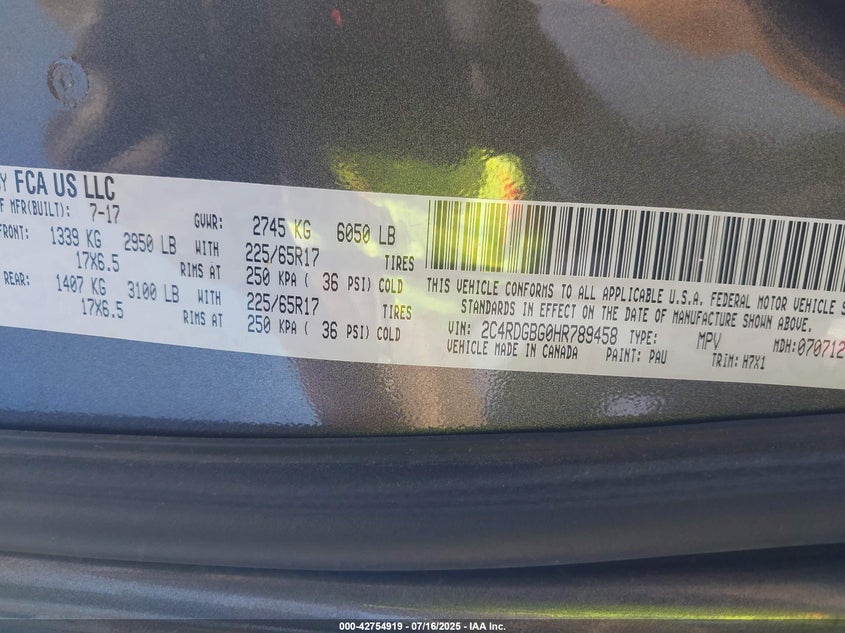 Y FCA US LLC
F MFR(BUILT): 7-17 GVWR: 2745 KG 6050 LB
FRONT: 1339 KG 2950 LB WITH 225/65R17 TIRES
17X6.5 RIMS AT 250 KPA ( 36 PSI) COLD
REAR: 1407 KG 3100 LB WITH 225/65R17 TIRES
17X6.5 RIMS AT 250 KPA ( 36 PSI) COLD
THIS VEHICLE CONFORMS TO ALL APPLICABLE U.S.A. FEDERAL MOTOR VEHICLE S
STANDARDS IN EFFECT ON THE DATE OF MANUFACTURE SHOWN ABOVE.
VIN: 2C4RDGBG0HR789458 TYPE: MPV MDH:070712
VEHICLE MADE IN CANADA PAINT: PAU TRIM: H7X1
000-42754919 / 07/16/2025 - IAA Inc.